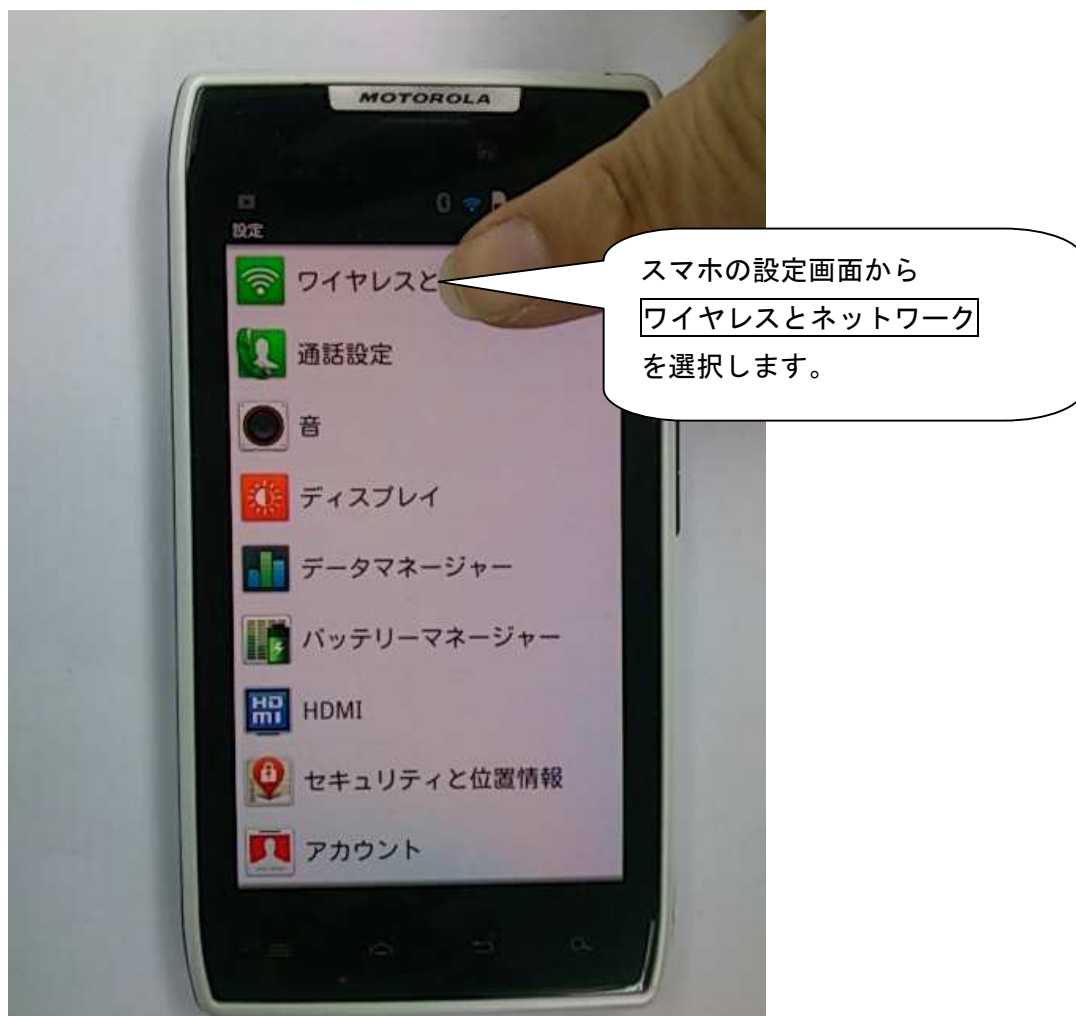 MOTOROLA
設定
ワイヤレスと
スマホの設定画面から
ワイヤレスとネットワーク
を選択します。
通話設定
音
ディスプレイ
データマネージャー
バッテリーマネージャー
HDMI
セキュリティと位置情報
アカウント